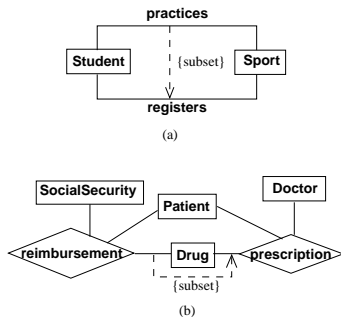 practices
Student
{subset}
Sport
registers
(a)
SocialSecurity
Patient
Doctor
reimbursement
Drug
prescription
{subset}
(b)